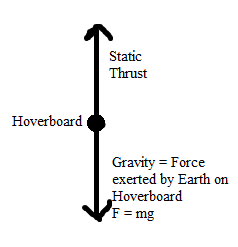 Static
Thrust
Hoverboard
Gravity = Force
exerted by Earth on
Hoverboard
F = mg